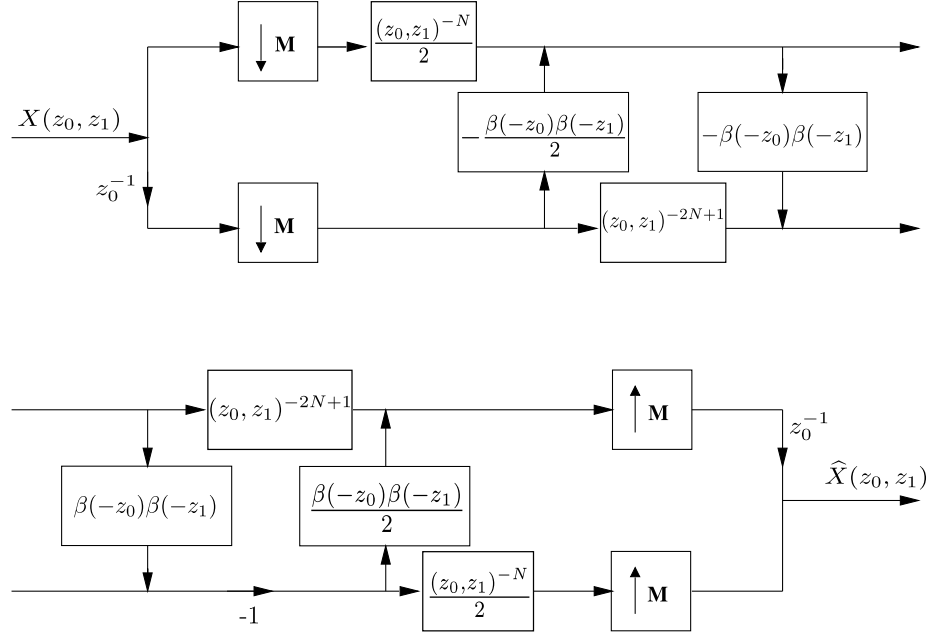 M
(z_0,z_1)^{-N}/2
X(z_0, z_1)
-β(-z_0)β(-z_1)/2
-β(-z_0)β(-z_1)
z_0^{-1}
M
(z_0, z_1)^{-2N+1}
(z_0, z_1)^{-2N+1}
M
z_0^{-1}
β(-z_0)β(-z_1)
β(-z_0)β(-z_1)/2
X̂(z_0, z_1)
-1
(z_0,z_1)^{-N}/2
M